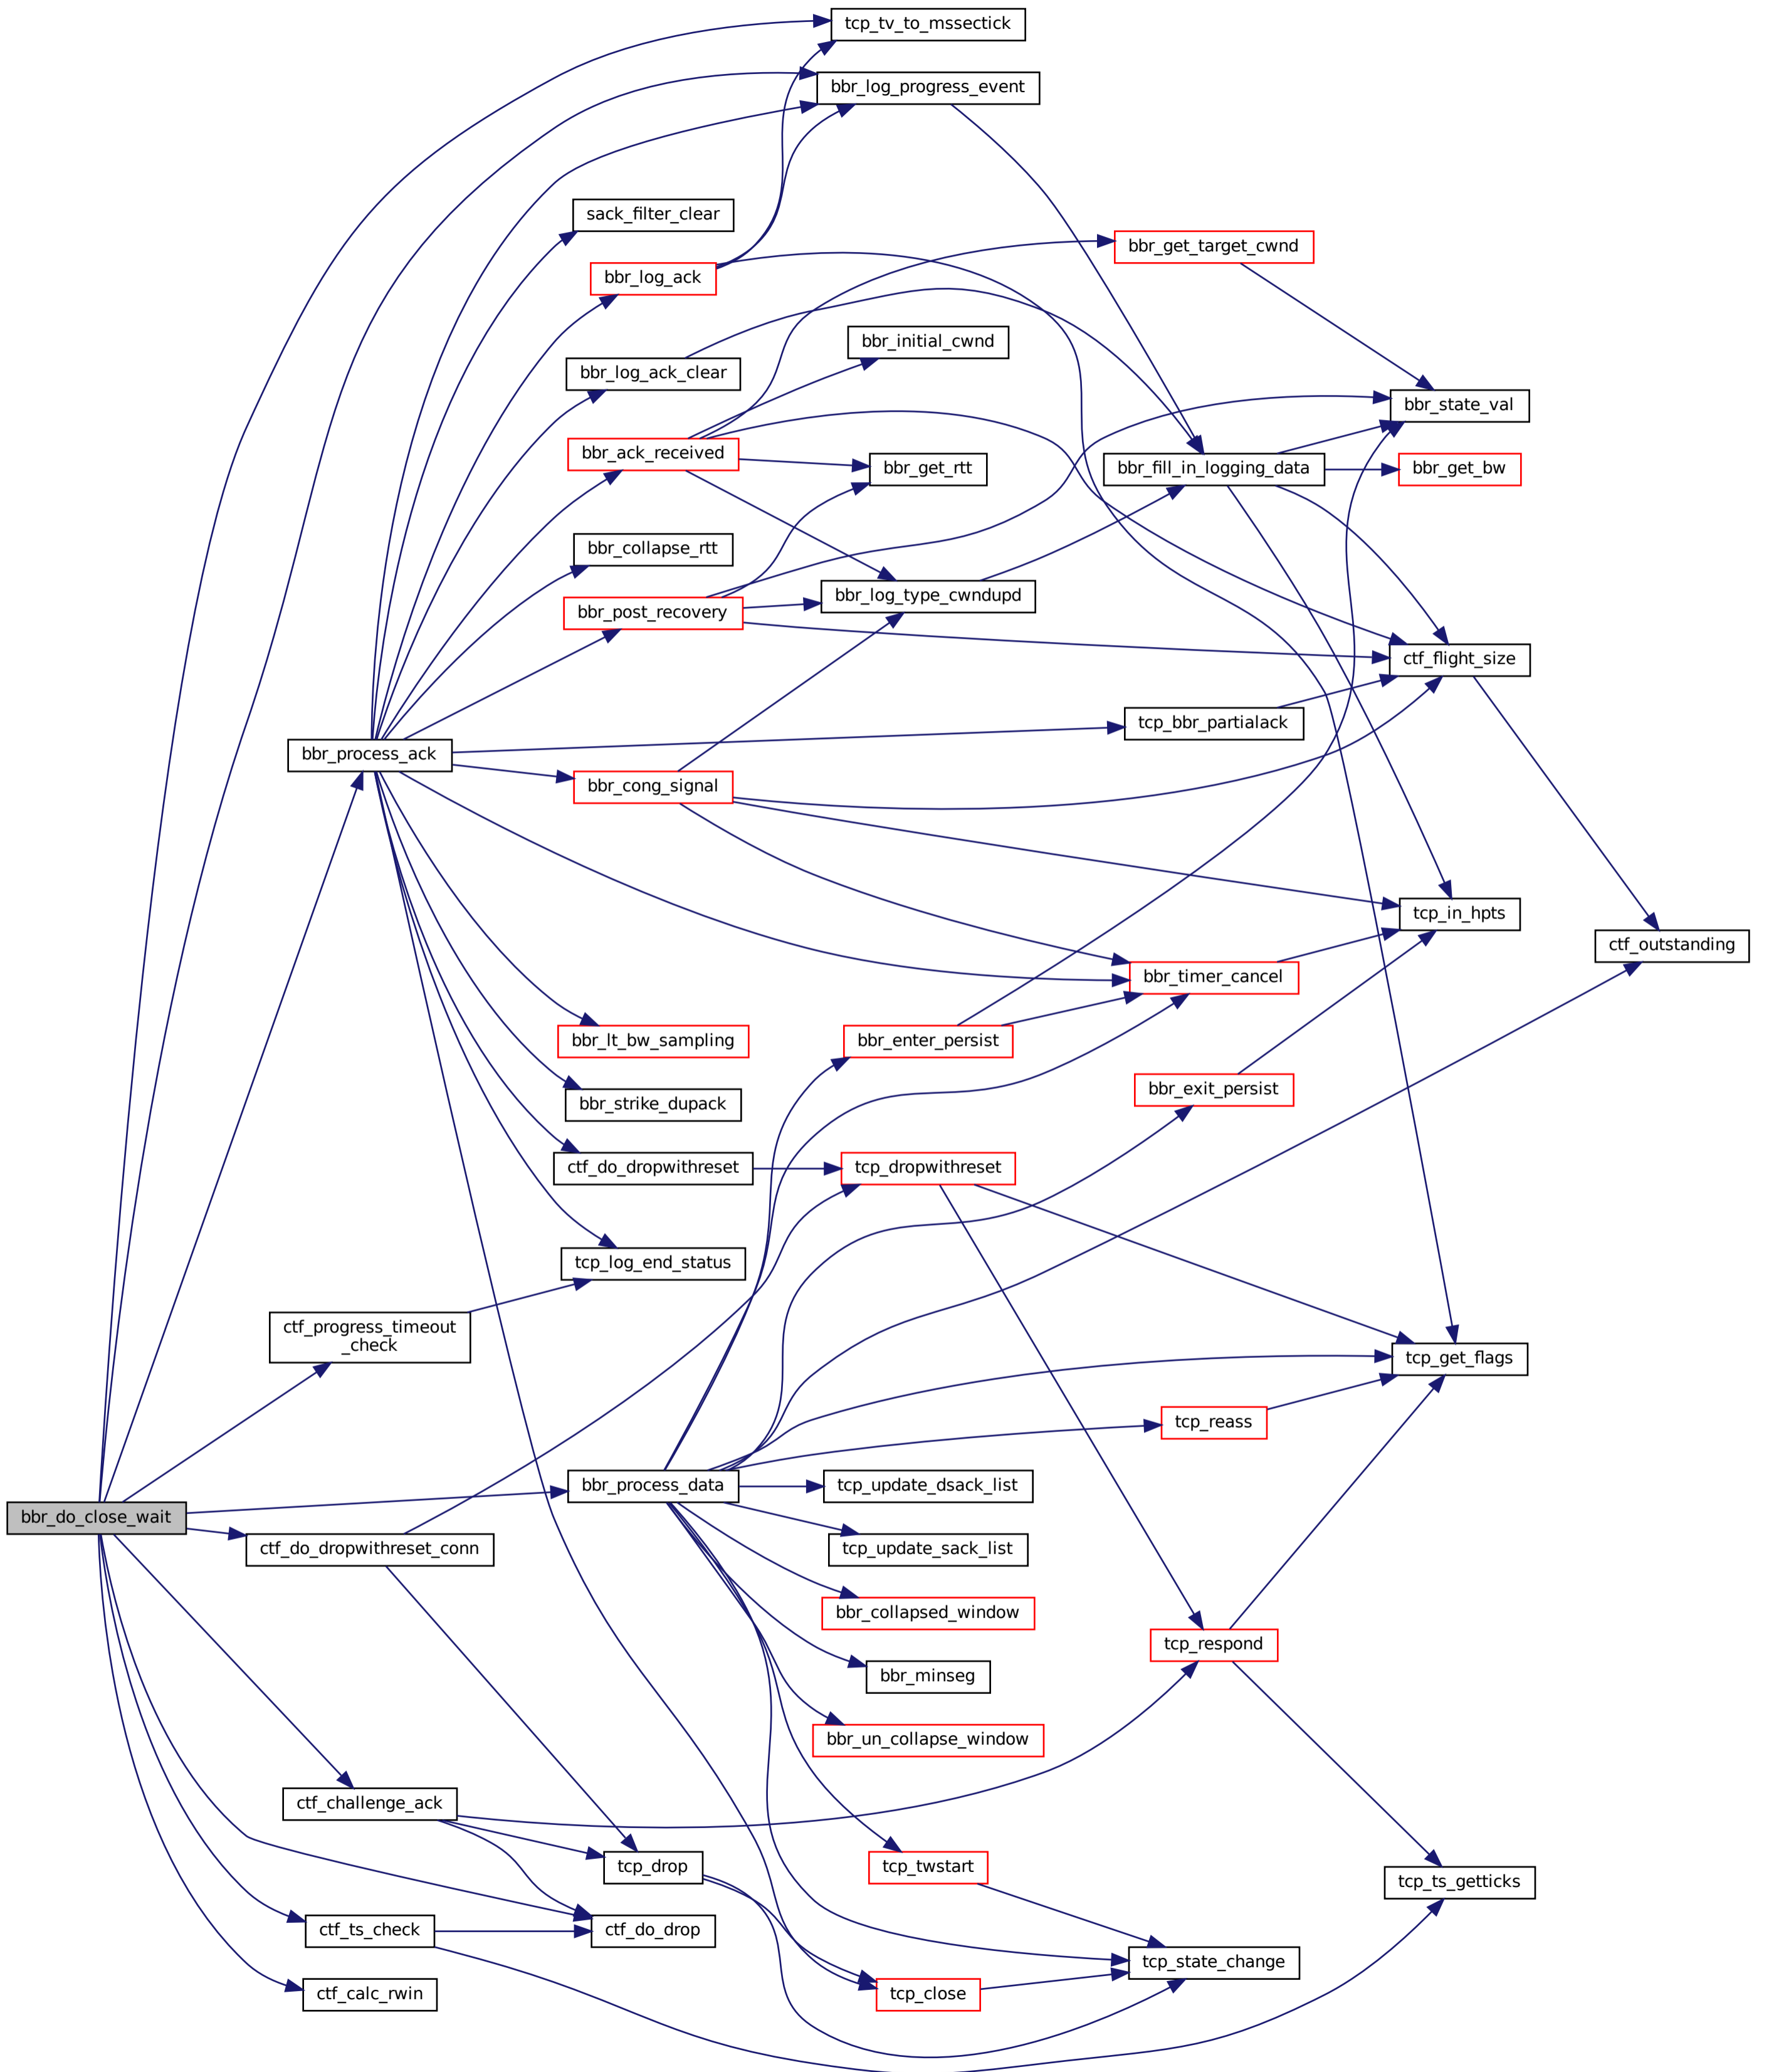 tcp_tv_to_mssectick
bbr_log_progress_event
sack_filter_clear
bbr_get_target_cwnd
bbr_log_ack
bbr_initial_cwnd
bbr_log_ack_clear
bbr_state_val
bbr_ack_received
bbr_get_rtt
bbr_fill_in_logging_data
bbr_get_bw
bbr_collapse_rtt
bbr_log_type_cwndupd
bbr_post_recovery
ctf_flight_size
tcp_bbr_partialack
bbr_process_ack
bbr_cong_signal
tcp_in_hpts
ctf_outstanding
bbr_timer_cancel
bbr_lt_bw_sampling
bbr_enter_persist
bbr_exit_persist
bbr_strike_dupack
ctf_do_dropwithreset
tcp_dropwithreset
tcp_log_end_status
ctf_progress_timeout
_check
tcp_get_flags
tcp_reass
bbr_process_data
tcp_update_dsack_list
bbr_do_close_wait
ctf_do_dropwithreset_conn
tcp_update_sack_list
bbr_collapsed_window
tcp_respond
bbr_minseg
bbr_un_collapse_window
ctf_challenge_ack
tcp_drop
tcp_twstart
tcp_ts_getticks
ctf_ts_check
ctf_do_drop
tcp_state_change
ctf_calc_rwin
tcp_close